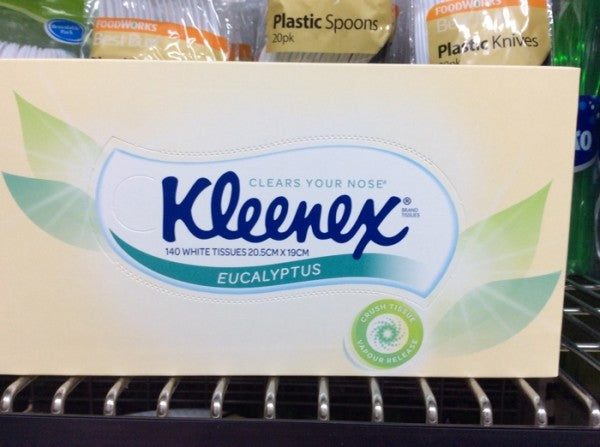 FOODWORKS
Plastic Spoons
20pk
FOODWORKS
Plastic Knives
CLEARS YOUR NOSE
Kleenex®
BRAND
TISSUES
140 WHITE TISSUES 20.5CM X 19CM
EUCALYPTUS
CRUSH TISSUE
VAPOUR RELEASE